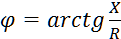 φ = arctg X/R